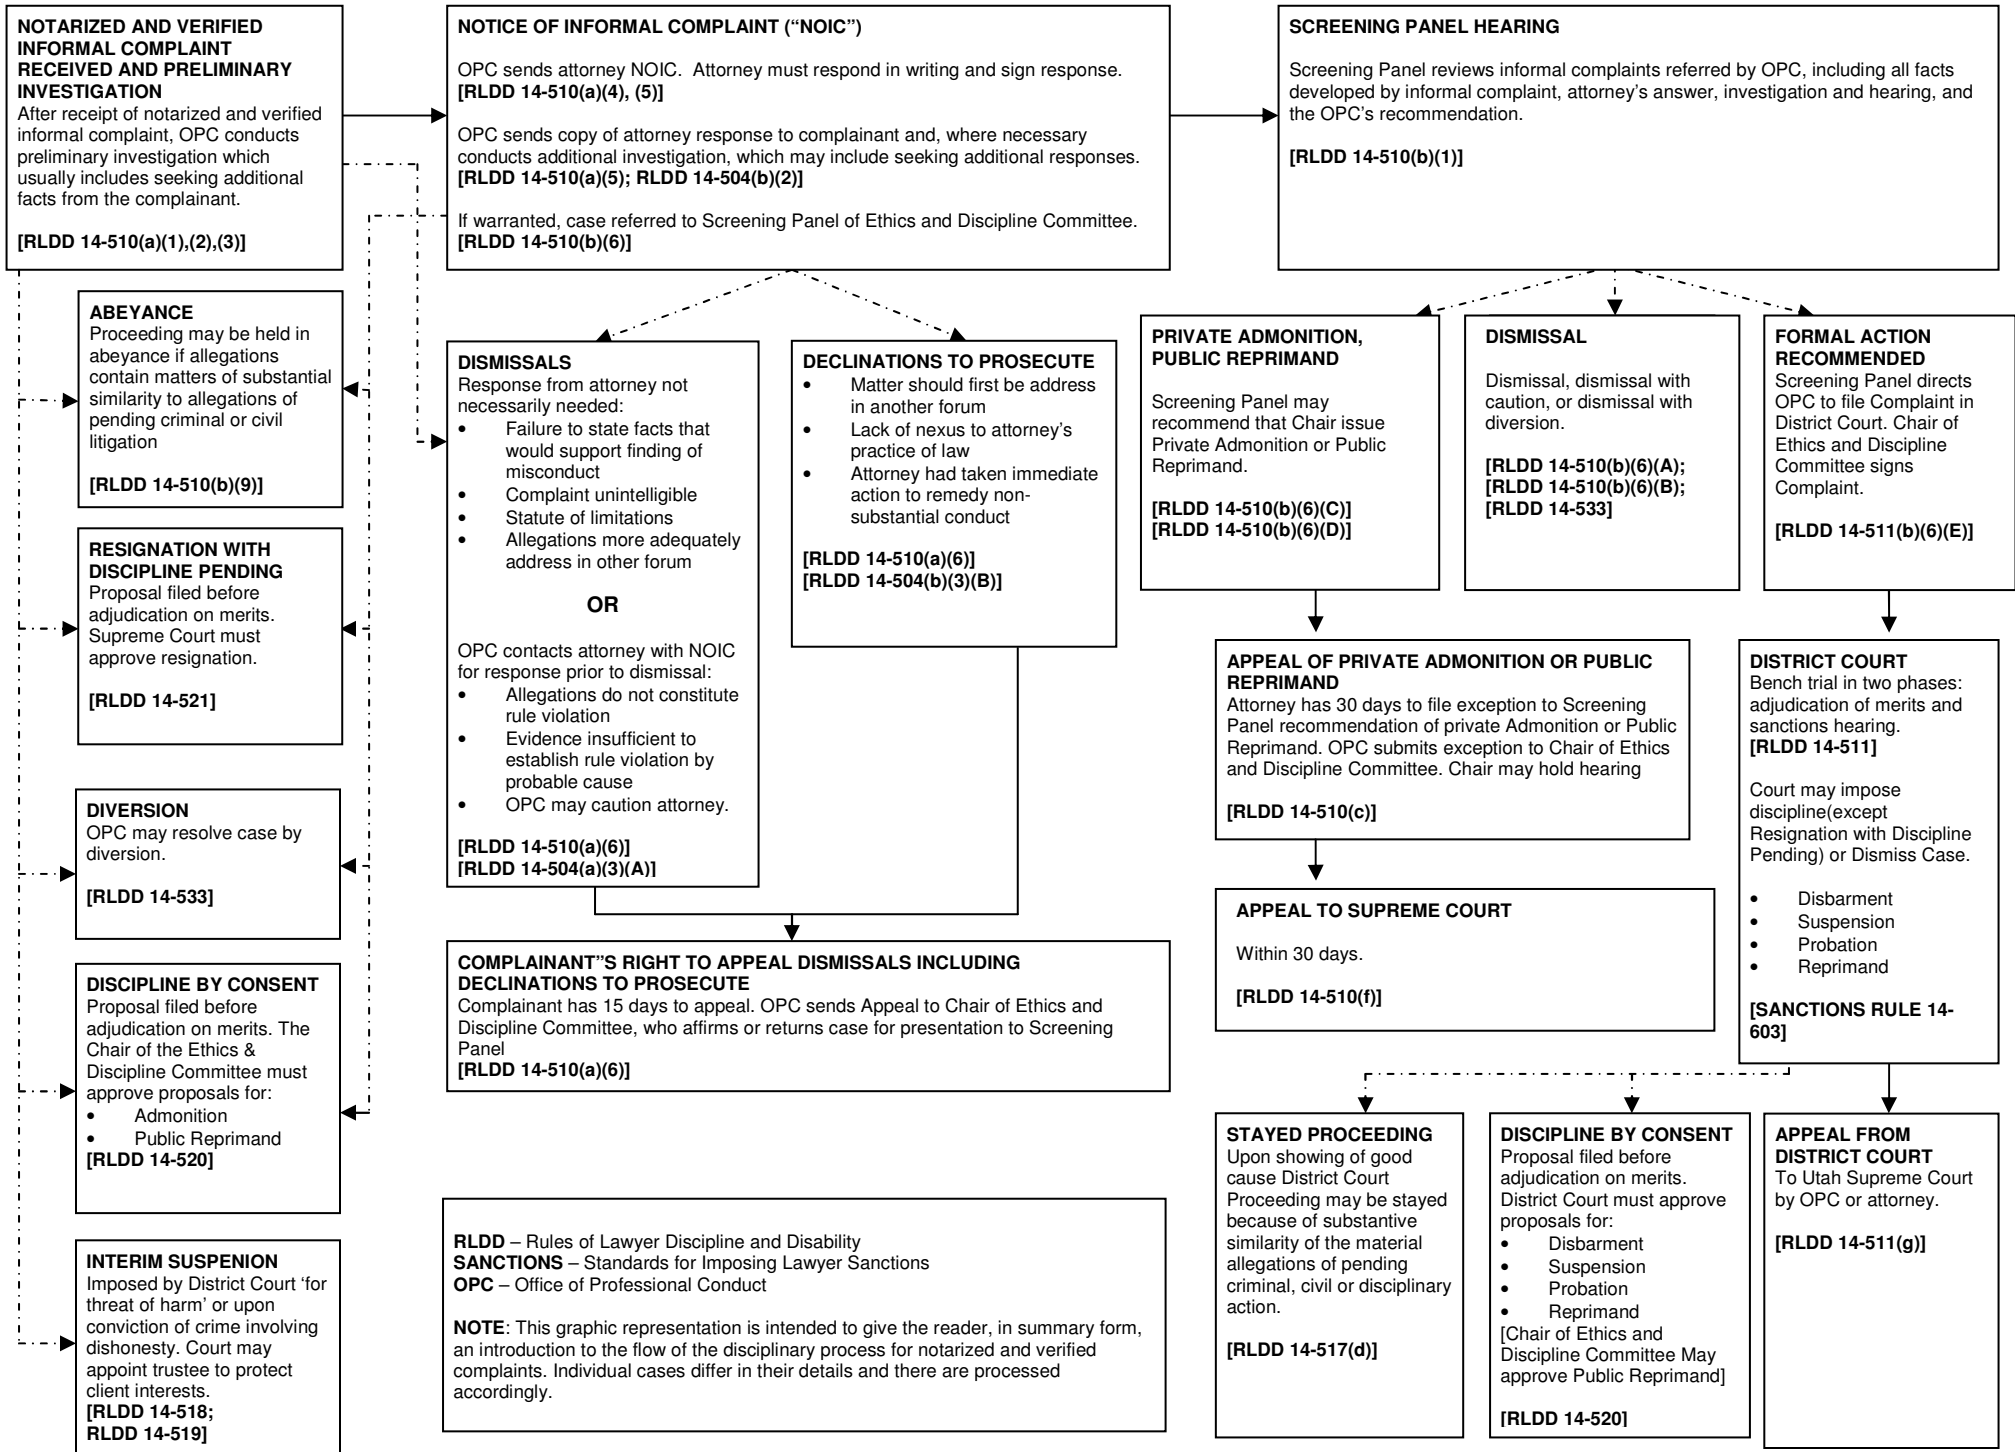 NOTARIZED AND VERIFIED
INFORMAL COMPLAINT
RECEIVED AND PRELIMINARY
INVESTIGATION
After receipt of notarized and verified
informal complaint, OPC conducts
preliminary investigation which
usually includes seeking additional
facts from the complainant.
[RLDD 14-510(a)(1),(2),(3)]
NOTICE OF INFORMAL COMPLAINT (“NOIC”)
OPC sends attorney NOIC. Attorney must respond in writing and sign response.
[RLDD 14-510(a)(4), (5)]
OPC sends copy of attorney response to complainant and, where necessary
conducts additional investigation, which may include seeking additional responses.
[RLDD 14-510(a)(5); RLDD 14-504(b)(2)]
If warranted, case referred to Screening Panel of Ethics and Discipline Committee.
[RLDD 14-510(b)(6)]
SCREENING PANEL HEARING
Screening Panel reviews informal complaints referred by OPC, including all facts
developed by informal complaint, attorney’s answer, investigation and hearing, and
the OPC’s recommendation.
[RLDD 14-510(b)(1)]
ABEYANCE
Proceeding may be held in
abeyance if allegations
contain matters of substantial
similarity to allegations of
pending criminal or civil
litigation
[RLDD 14-510(b)(9)]
RESIGNATION WITH
DISCIPLINE PENDING
Proposal filed before
adjudication on merits.
Supreme Court must
approve resignation.
[RLDD 14-521]
DIVERSION
OPC may resolve case by
diversion.
[RLDD 14-533]
DISCIPLINE BY CONSENT
Proposal filed before
adjudication on merits. The
Chair of the Ethics &
Discipline Committee must
approve proposals for:
• Admonition
• Public Reprimand
[RLDD 14-520]
INTERIM SUSPENION
Imposed by District Court ‘for
threat of harm’ or upon
conviction of crime involving
dishonesty. Court may
appoint trustee to protect
client interests.
[RLDD 14-518;
RLDD 14-519]
DISMISSALS
Response from attorney not
necessarily needed:
• Failure to state facts that
would support finding of
misconduct
• Complaint unintelligible
• Statute of limitations
• Allegations more adequately
address in other forum
OR
OPC contacts attorney with NOIC
for response prior to dismissal:
• Allegations do not constitute
rule violation
• Evidence insufficient to
establish rule violation by
probable cause
• OPC may caution attorney.
[RLDD 14-510(a)(6)]
[RLDD 14-504(a)(3)(A)]
DECLINATIONS TO PROSECUTE
• Matter should first be address
in another forum
• Lack of nexus to attorney’s
practice of law
• Attorney had taken immediate
action to remedy non-
substantial conduct
[RLDD 14-510(a)(6)]
[RLDD 14-504(b)(3)(B)]
COMPLAINANT”S RIGHT TO APPEAL DISMISSALS INCLUDING
DECLINATIONS TO PROSECUTE
Complainant has 15 days to appeal. OPC sends Appeal to Chair of Ethics and
Discipline Committee, who affirms or returns case for presentation to Screening
Panel
[RLDD 14-510(a)(6)]
RLDD – Rules of Lawyer Discipline and Disability
SANCTIONS – Standards for Imposing Lawyer Sanctions
OPC – Office of Professional Conduct
NOTE: This graphic representation is intended to give the reader, in summary form,
an introduction to the flow of the disciplinary process for notarized and verified
complaints. Individual cases differ in their details and there are processed
accordingly.
PRIVATE ADMONITION,
PUBLIC REPRIMAND
Screening Panel may
recommend that Chair issue
Private Admonition or Public
Reprimand.
[RLDD 14-510(b)(6)(C)]
[RLDD 14-510(b)(6)(D)]
DISMISSAL
Dismissal, dismissal with
caution, or dismissal with
diversion.
[RLDD 14-510(b)(6)(A);
[RLDD 14-510(b)(6)(B);
[RLDD 14-533]
FORMAL ACTION
RECOMMENDED
Screening Panel directs
OPC to file Complaint in
District Court. Chair of
Ethics and Discipline
Committee signs
Complaint.
[RLDD 14-511(b)(6)(E)]
APPEAL OF PRIVATE ADMONITION OR PUBLIC
REPRIMAND
Attorney has 30 days to file exception to Screening
Panel recommendation of private Admonition or Public
Reprimand. OPC submits exception to Chair of Ethics
and Discipline Committee. Chair may hold hearing
[RLDD 14-510(c)]
APPEAL TO SUPREME COURT
Within 30 days.
[RLDD 14-510(f)]
DISTRICT COURT
Bench trial in two phases:
adjudication of merits and
sanctions hearing.
[RLDD 14-511]
Court may impose
discipline(except
Resignation with Discipline
Pending) or Dismiss Case.
• Disbarment
• Suspension
• Probation
• Reprimand
[SANCTIONS RULE 14-
603]
STAYED PROCEEDING
Upon showing of good
cause District Court
Proceeding may be stayed
because of substantive
similarity of the material
allegations of pending
criminal, civil or disciplinary
action.
[RLDD 14-517(d)]
DISCIPLINE BY CONSENT
Proposal filed before
adjudication on merits.
District Court must approve
proposals for:
• Disbarment
• Suspension
• Probation
• Reprimand
[Chair of Ethics and
Discipline Committee May
approve Public Reprimand]
[RLDD 14-520]
APPEAL FROM
DISTRICT COURT
To Utah Supreme Court
by OPC or attorney.
[RLDD 14-511(g)]